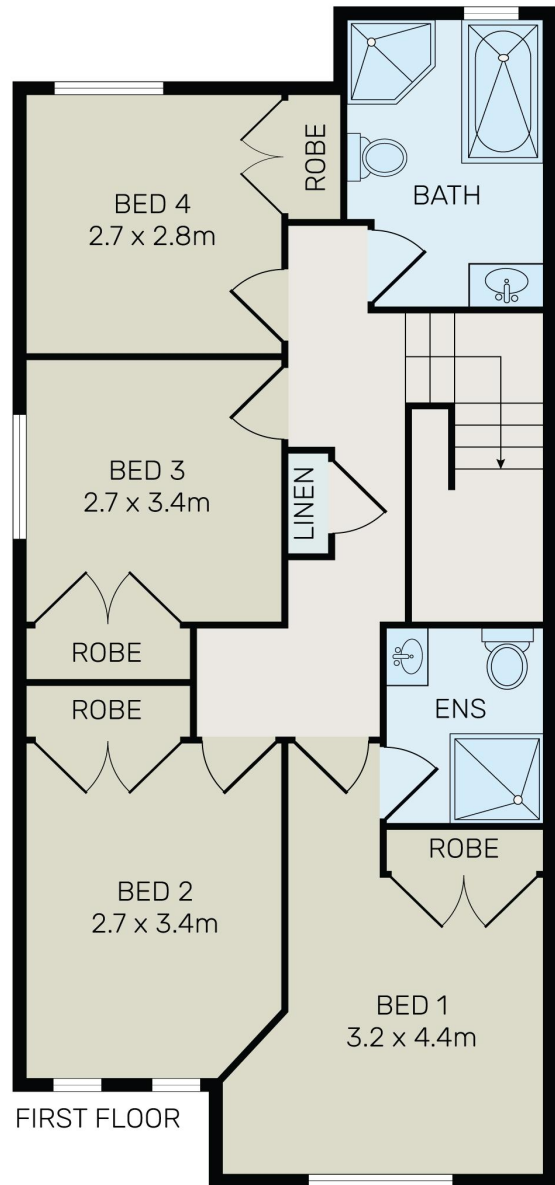 BATH
ROBE
BED 4
2.7 x 2.8m
BED 3
2.7 x 3.4m
LINEN
ROBE
ROBE
ENS
BED 2
2.7 x 3.4m
ROBE
BED 1
3.2 x 4.4m
FIRST FLOOR